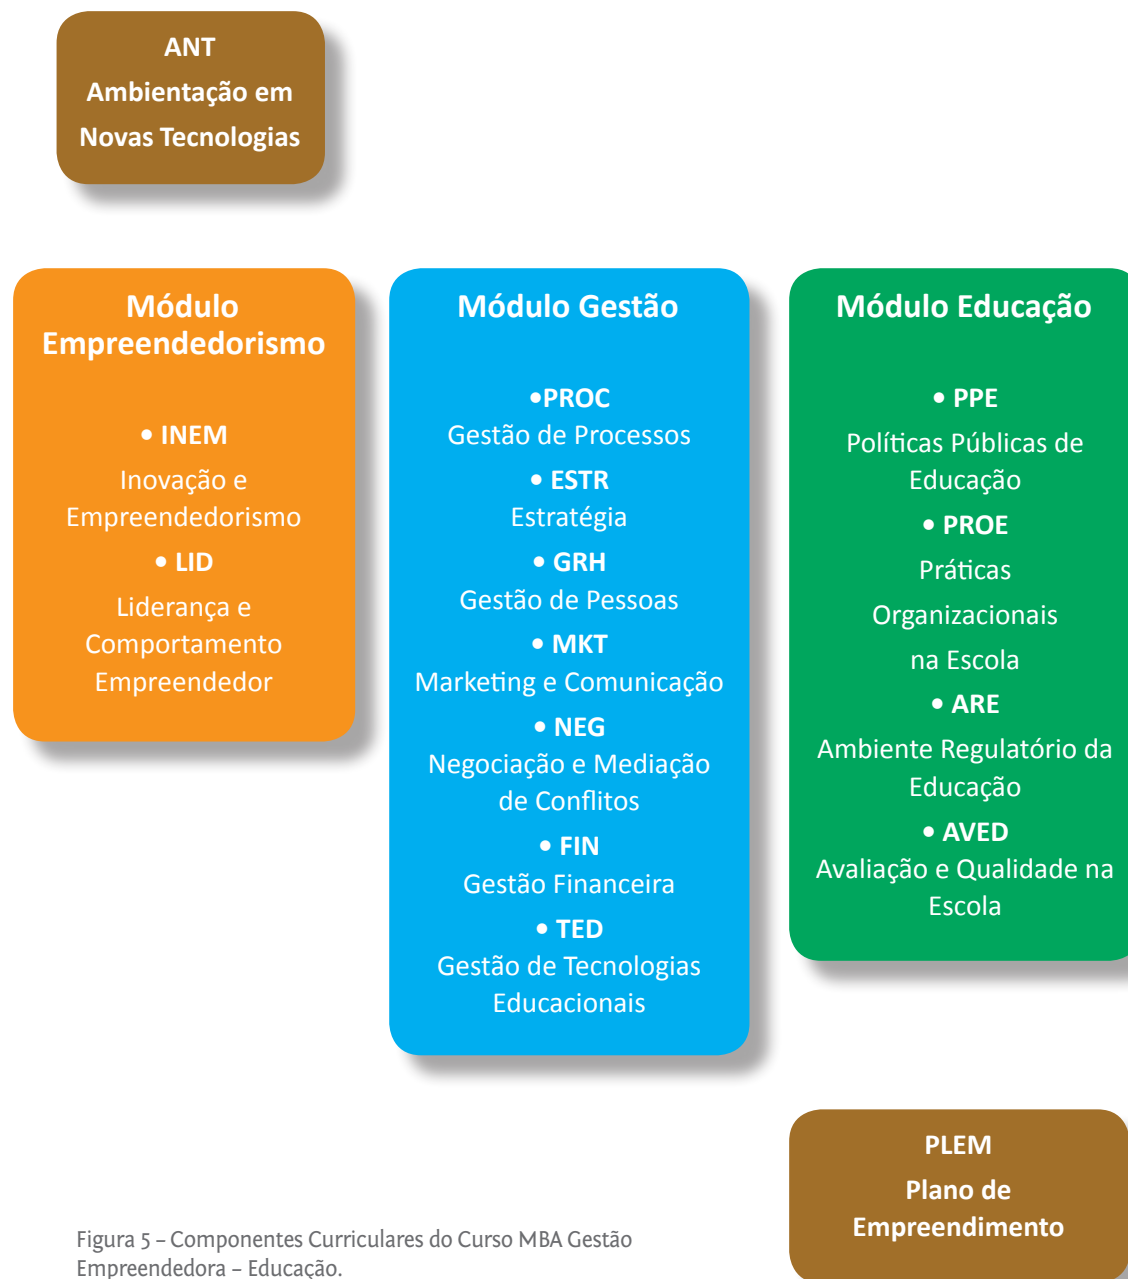 ANT
Ambientação em
Novas Tecnologias
Módulo
Empreendedorismo
• INEM
Inovação e
Empreendedorismo
• LID
Liderança e
Comportamento
Empreendedor
Módulo Gestão
•PROC
Gestão de Processos
• ESTR
Estratégia
• GRH
Gestão de Pessoas
• MKT
Marketing e Comunicação
• NEG
Negociação e Mediação
de Conflitos
• FIN
Gestão Financeira
• TED
Gestão de Tecnologias
Educacionais
Módulo Educação
• PPE
Políticas Públicas de
Educação
• PROE
Práticas
Organizacionais
na Escola
• ARE
Ambiente Regulatório da
Educação
• AVED
Avaliação e Qualidade na
Escola
PLEM
Plano de
Empreendimento
Figura 5 – Componentes Curriculares do Curso MBA Gestão
Empreendedora – Educação.